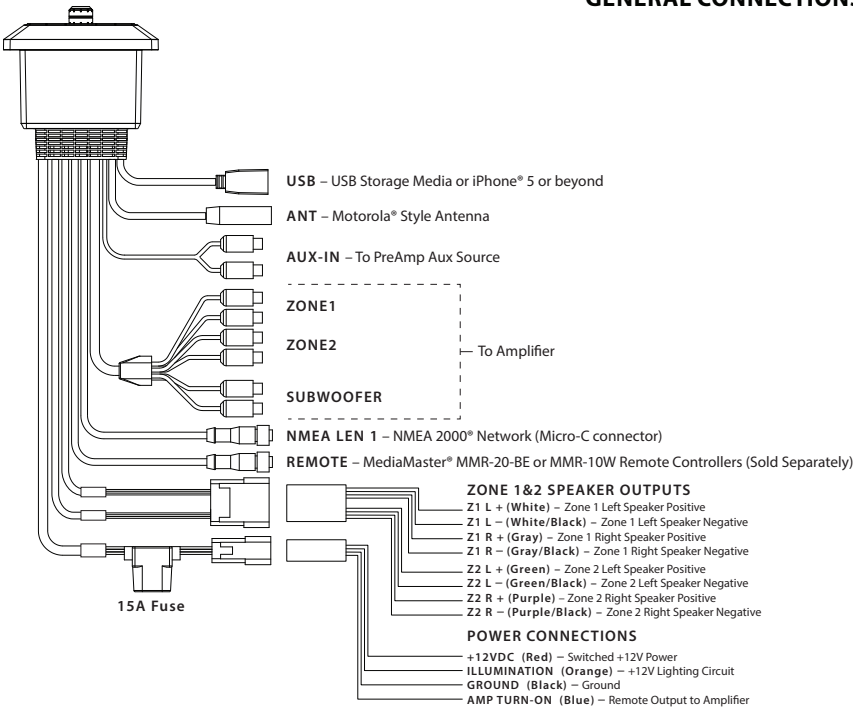 GENERAL CONNECTIONS
USB – USB Storage Media or iPhone® 5 or beyond
ANT – Motorola® Style Antenna
AUX-IN – To PreAmp Aux Source
ZONE1
ZONE2
To Amplifier
SUBWOOFER
NMEA LEN 1 – NMEA 2000® Network (Micro-C connector)
REMOTE – MediaMaster® MMR-20-BE or MMR-10W Remote Controllers (Sold Separately)
ZONE 1&2 SPEAKER OUTPUTS
Z1 L + (White) – Zone 1 Left Speaker Positive
Z1 L – (White/Black) – Zone 1 Left Speaker Negative
Z1 R + (Gray) – Zone 1 Right Speaker Positive
Z1 R – (Gray/Black) – Zone 1 Right Speaker Negative
Z2 L + (Green) – Zone 2 Left Speaker Positive
Z2 L – (Green/Black) – Zone 2 Left Speaker Negative
Z2 R + (Purple) – Zone 2 Right Speaker Positive
Z2 R – (Purple/Black) – Zone 2 Right Speaker Negative
15A Fuse
POWER CONNECTIONS
+12VDC (Red) – Switched +12V Power
ILLUMINATION (Orange) – +12V Lighting Circuit
GROUND (Black) – Ground
AMP TURN-ON (Blue) – Remote Output to Amplifier